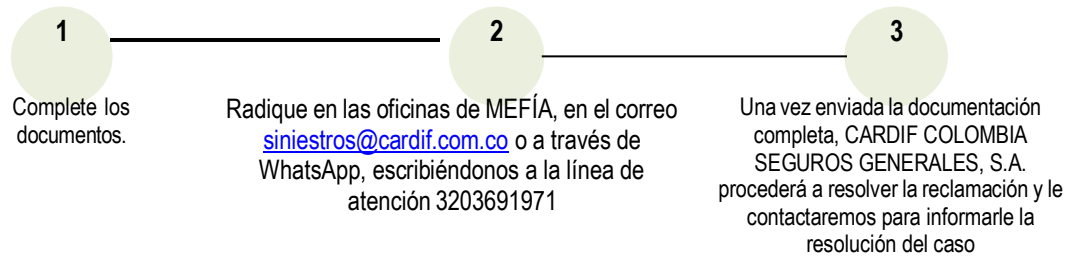 1
Complete los
documentos.
2
Radique en las oficinas de MEFÍA, en el correo
siniestros@cardif.com.co o a través de
WhatsApp, escribiéndonos a la línea de
atención 3203691971
3
Una vez enviada la documentación
completa, CARDIF COLOMBIA
SEGUROS GENERALES, S.A.
procederá a resolver la reclamación y le
contactaremos para informarle la
resolución del caso